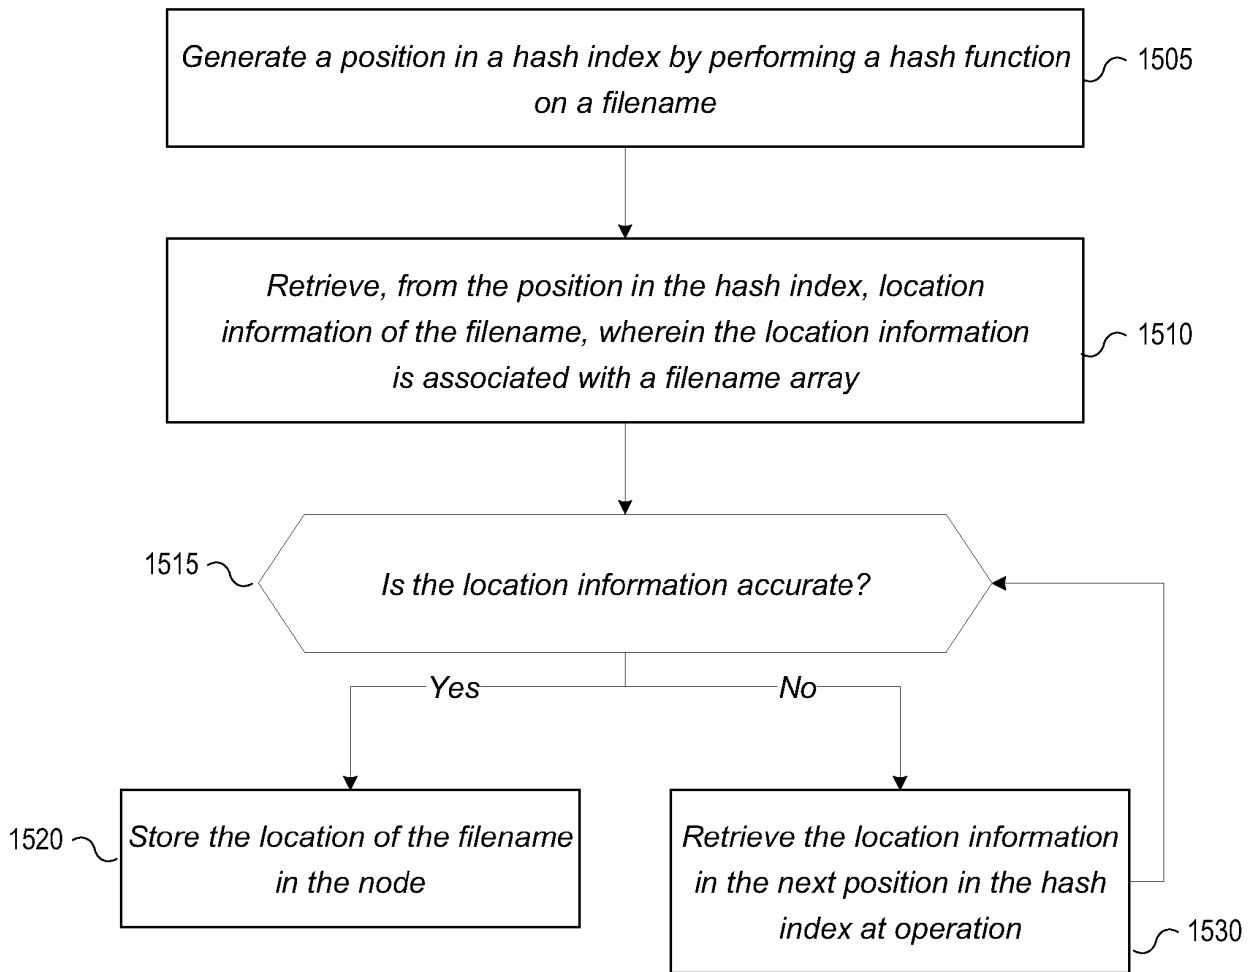 Generate a position in a hash index by performing a hash function
on a filename
1505
Retrieve, from the position in the hash index, location
information of the filename, wherein the location information
is associated with a filename array
1510
1515
Is the location information accurate?
Yes
No
1520
Store the location of the filename
in the node
Retrieve the location information
in the next position in the hash
index at operation
1530